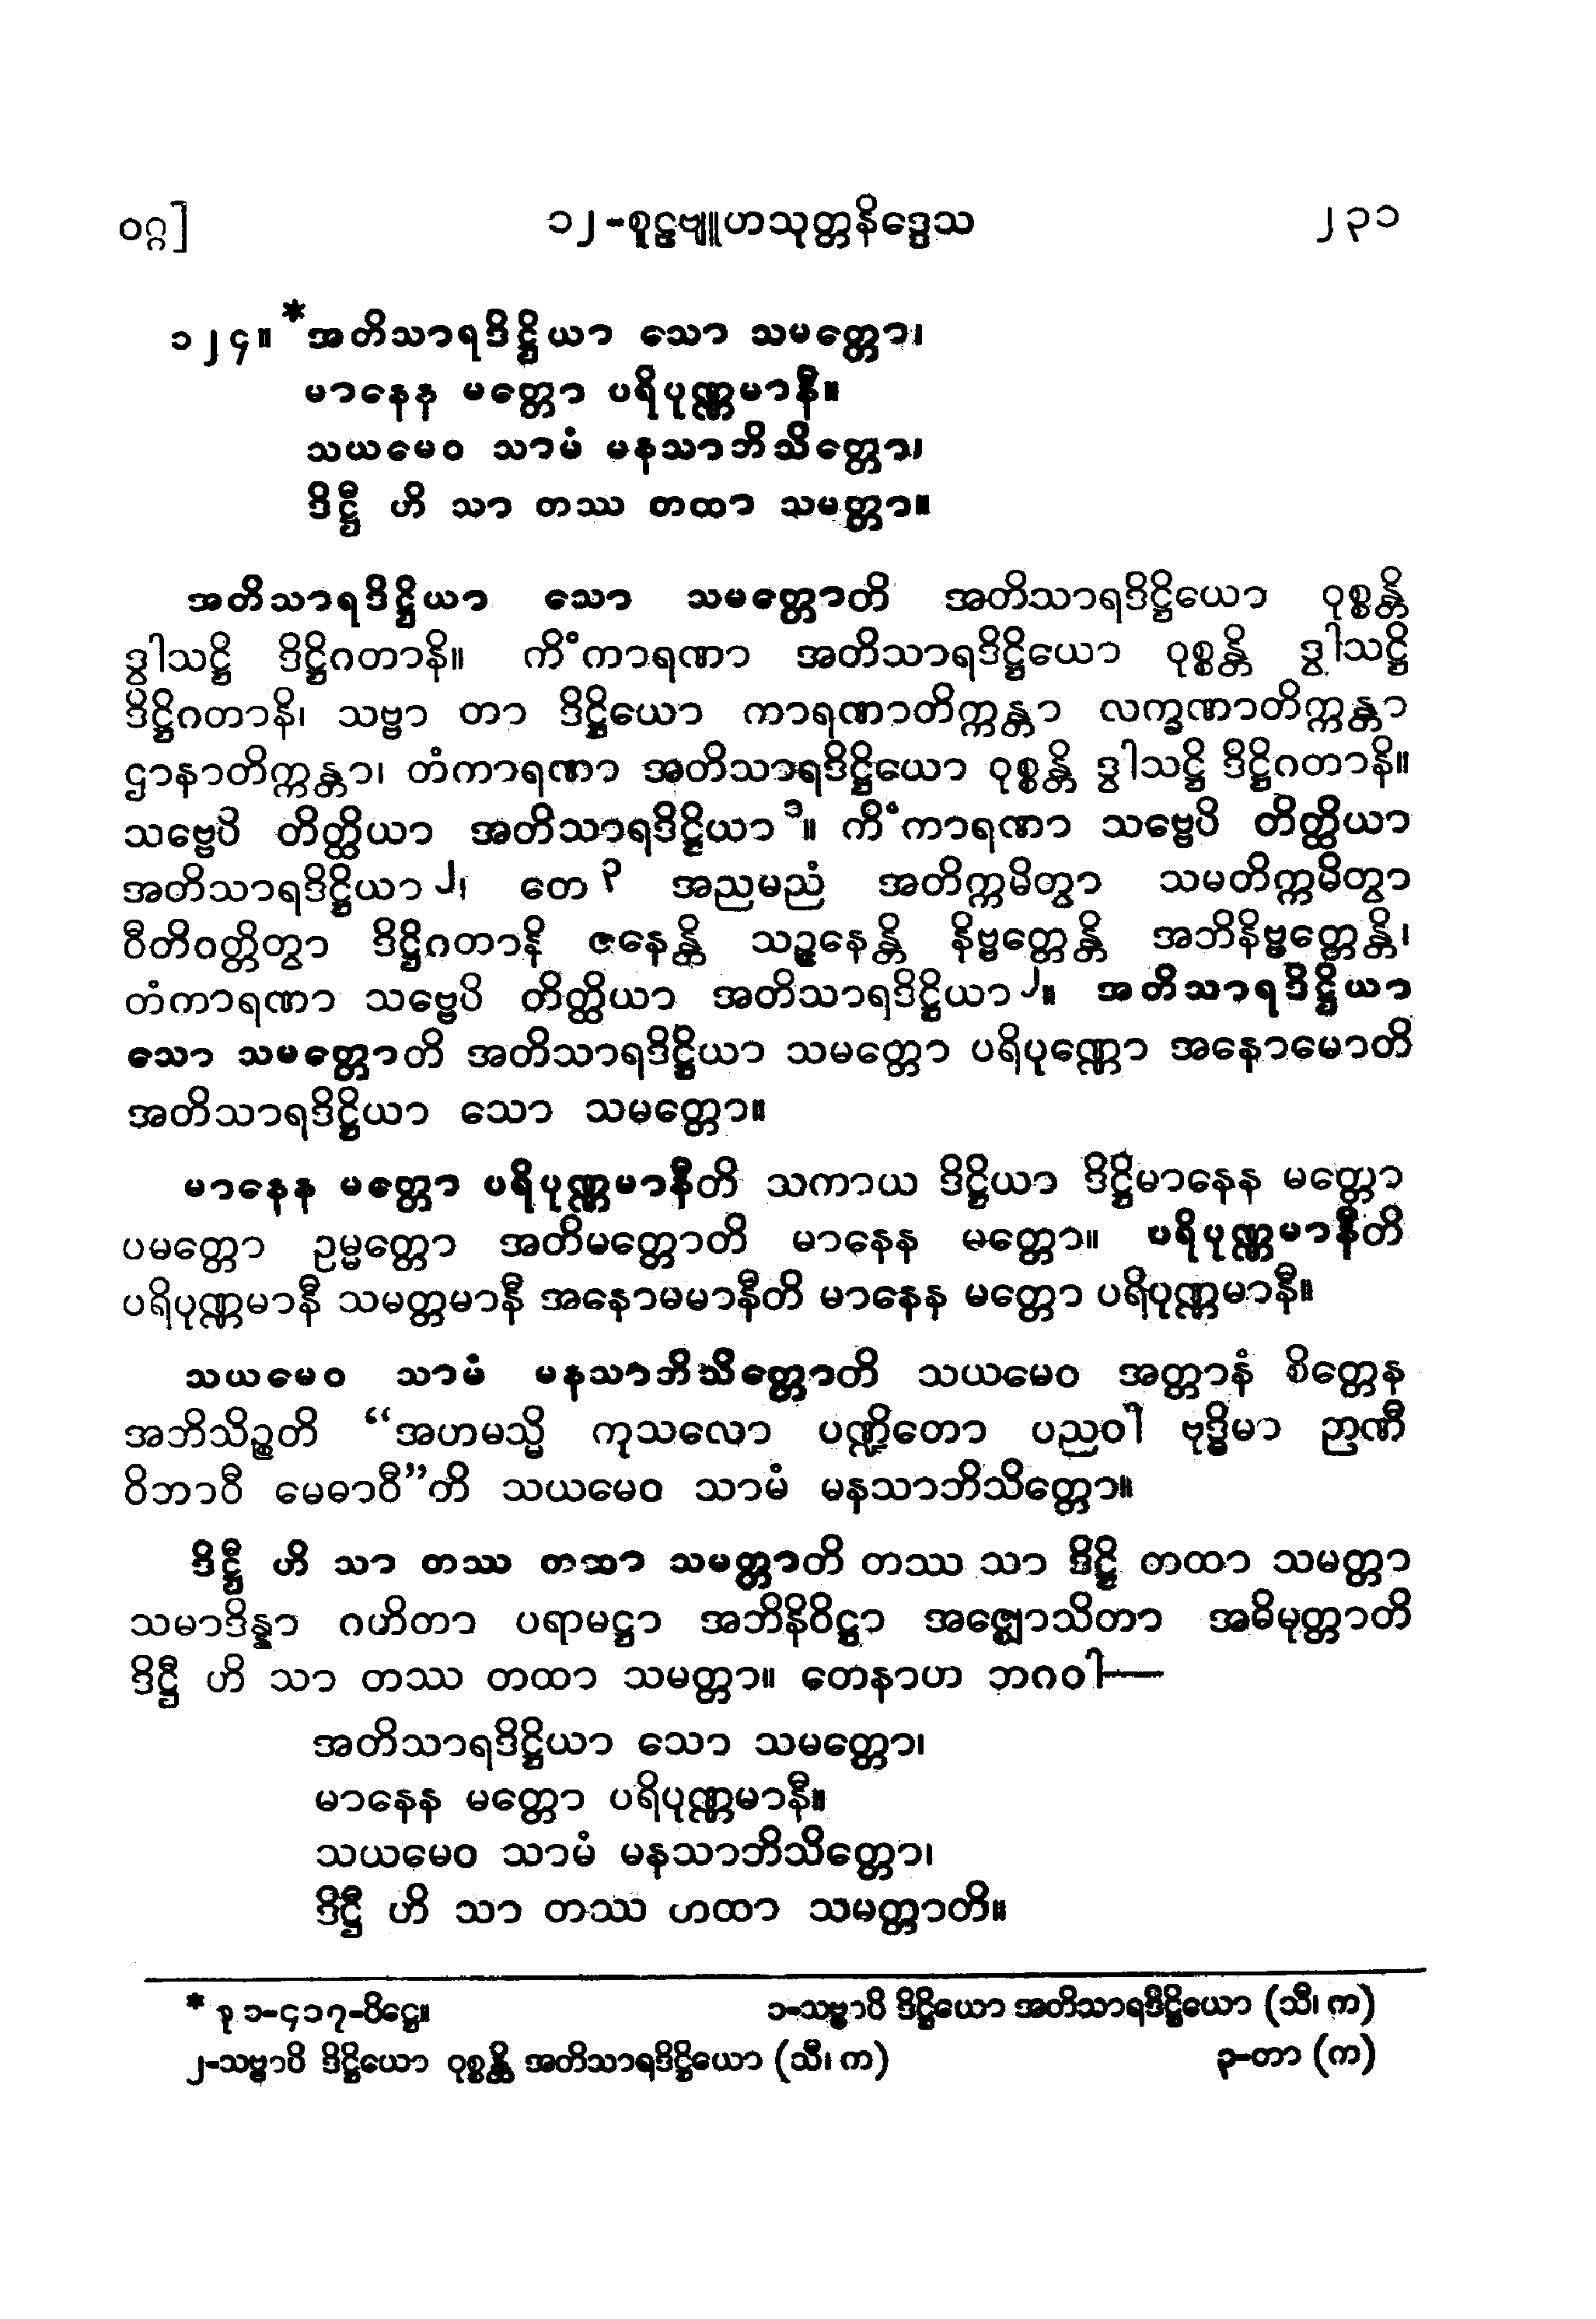 ဝဂ္ဂ] ၁၂-စူဠဗျူဟသုတ္တနိဒ္ဒေသ ၂၃၁
၁၂၄။ *အတိသာရဒိဋ္ဌိယာ သော သမတ္တော၊
မာနေန မတ္တော ပရိပုဏ္ဏမာနီ။
သယမေဝ သာမံ မနသာဘိသိတ္တော၊
ဒိဋ္ဌီ ဟိ သာ တဿ တထာ သမတ္တာ။
အတိသာရဒိဋ္ဌိယာ သော သမတ္တောတိ အတိသာရဒိဋ္ဌိယော ဝုစ္စန္တိ
ဒွါသဋ္ဌိ ဒိဋ္ဌိဂတာနိ။ ကိံကာရဏာ အတိသာရဒိဋ္ဌိယော ဝုစ္စန္တိ ဒွါသဋ္ဌိ
ဒိဋ္ဌိဂတာနိ၊ သဗ္ဗာ တာ ဒိဋ္ဌိယော ကာရဏာတိက္ကန္တာ လက္ခဏာတိက္ကန္တာ
ဌာနာတိက္ကန္တာ၊ တံကာရဏာ အတိသာရဒိဋ္ဌိယော ဝုစ္စန္တိ ဒွါသဋ္ဌိ ဒိဋ္ဌိဂတာနိ။
သဗ္ဗေပိ တိတ္ထိယာ အတိသာရဒိဋ္ဌိယာ ၁။ ကိံကာရဏာ သဗ္ဗေပိ တိတ္ထိယာ
အတိသာရဒိဋ္ဌိယာ ၂၊ တေ ၃ အညမညံ အတိက္ကမိတွာ သမတိက္ကမိတွာ
ဝီတိဝတ္တိတွာ ဒိဋ္ဌိဂတာနိ ဇနေန္တိ သဉ္ဇနေန္တိ နိဗ္ဗတ္တေန္တိ အဘိနိဗ္ဗတ္တေန္တိ၊
တံကာရဏာ သဗ္ဗေပိ တိတ္ထိယာ အတိသာရဒိဋ္ဌိယာ ၂။ အတိသာရဒိဋ္ဌိယာ
သော သမတ္တောတိ အတိသာရဒိဋ္ဌိယာ သမတ္တော ပရိပုဏ္ဏော အနောမောတိ
အတိသာရဒိဋ္ဌိယာ သော သမတ္တော။
မာနေန မတ္တော ပရိပုဏ္ဏမာနီတိ သကာယ ဒိဋ္ဌိယာ ဒိဋ္ဌိမာနေန မတ္တော
ပမတ္တော ဥမ္မတ္တော အတိမတ္တောတိ မာနေန မတ္တော။ ပရိပုဏ္ဏမာနီတိ
ပရိပုဏ္ဏမာနီ သမတ္တမာနီ အနောမမာနီတိ မာနေန မတ္တော ပရိပုဏ္ဏမာနီ။
သယမေဝ သာမံ မနသာဘိသိတ္တောတိ သယမေဝ အတ္တာနံ စိတ္တေန
အဘိသိဉ္စတိ “အဟမသ္မိ ကုသလော ပဏ္ဍိတော ပညဝါ ဗုဒ္ဓိမာ ဉာဏီ
ဝိဘာဝီ မေဓာဝီ”တိ သယမေဝ သာမံ မနသာဘိသိတ္တော။
ဒိဋ္ဌီ ဟိ သာ တဿ တထာ သမတ္တာတိ တဿ သာ ဒိဋ္ဌိ တထာ သမတ္တာ
သမာဒိန္နာ ဂဟိတာ ပရာမဋ္ဌာ အဘိနိဝိဋ္ဌာ အဇ္ဈောသိတာ အဓိမုတ္တာတိ
ဒိဋ္ဌီ ဟိ သာ တဿ တထာ သမတ္တာ။ တေနာဟ ဘဂဝါ—
အတိသာရဒိဋ္ဌိယာ သော သမတ္တော၊
မာနေန မတ္တော ပရိပုဏ္ဏမာနီ။
သယမေဝ သာမံ မနသာဘိသိတ္တော၊
ဒိဋ္ဌီ ဟိ သာ တဿ ဟထာ သမတ္တာတိ။
* ခု ၁-၄၁၇-ပိဋ္ဌေ။ ၁-သဗ္ဗာပိ ဒိဋ္ဌိယော အတိသာရဒိဋ္ဌိယော (သီ၊ က)
၂-သဗ္ဗာပိ ဒိဋ္ဌိယော ဝုစ္စန္တိ အတိသာရဒိဋ္ဌိယော (သီ၊ က) ၃-တာ (က)